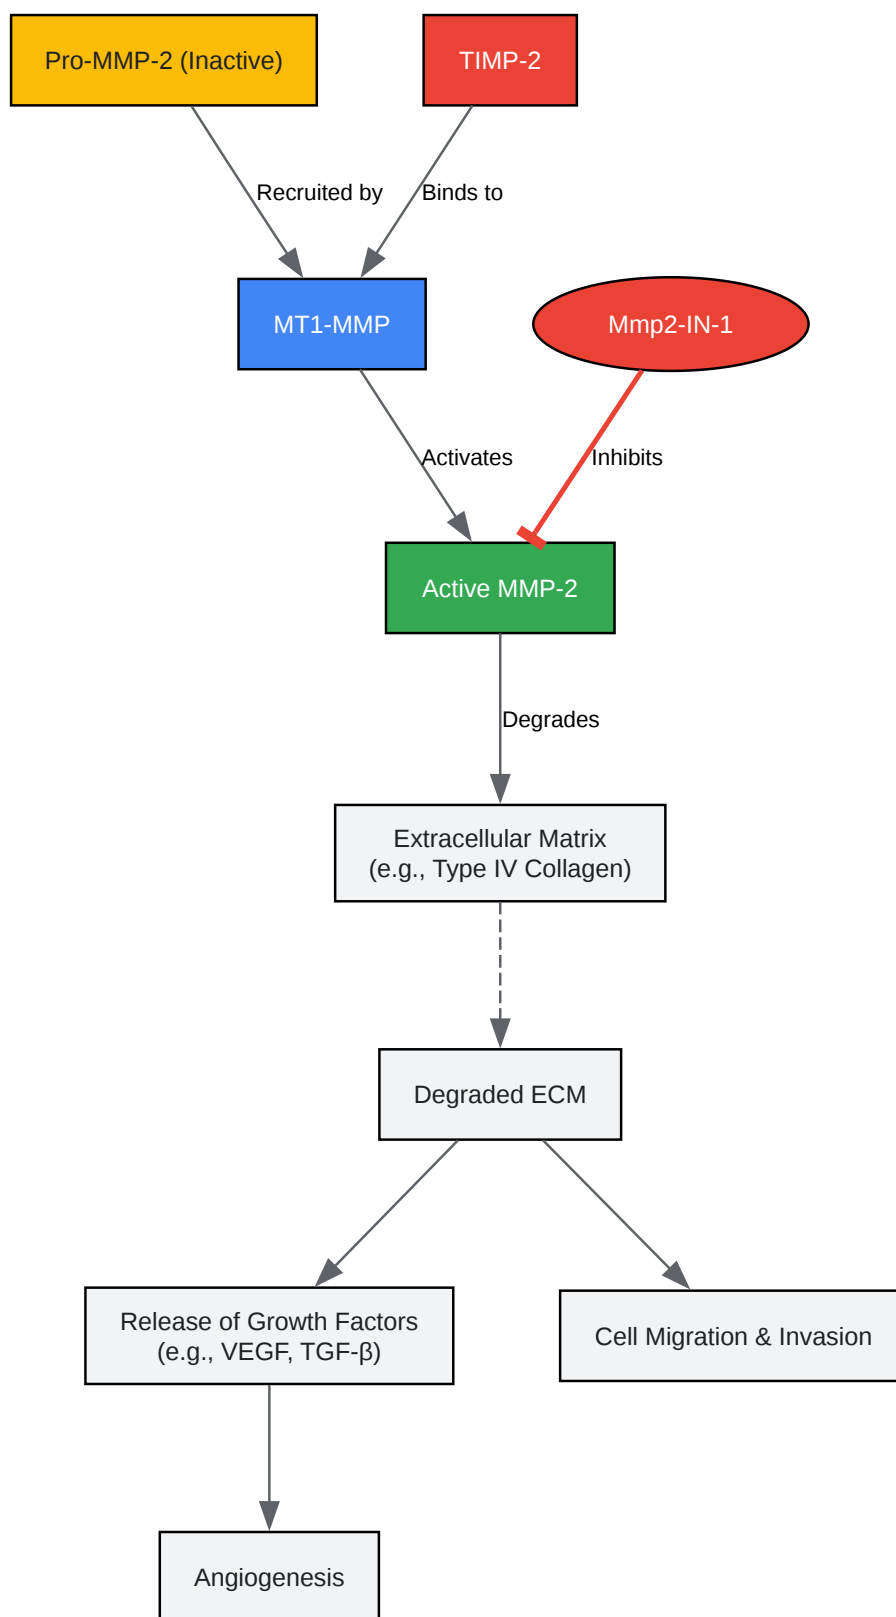 Pro-MMP-2 (Inactive)
TIMP-2
Recruited by
Binds to
MT1-MMP
Mmp2-IN-1
Activates
Inhibits
Active MMP-2
Degrades
Extracellular Matrix
(e.g., Type IV Collagen)
Degraded ECM
Release of Growth Factors
(e.g., VEGF, TGF-β)
Cell Migration & Invasion
Angiogenesis